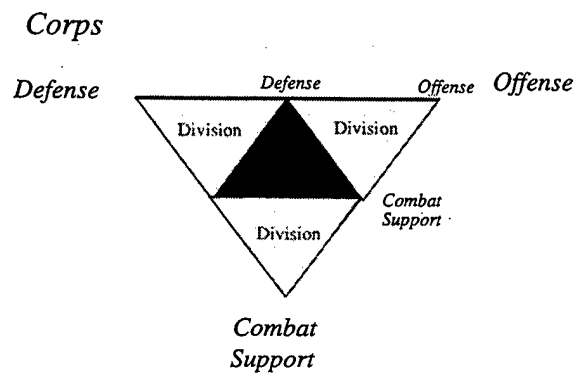 Corps
Defense
Defense
Offense
Offense
Division
Division
Combat
Support
Division
Combat
Support